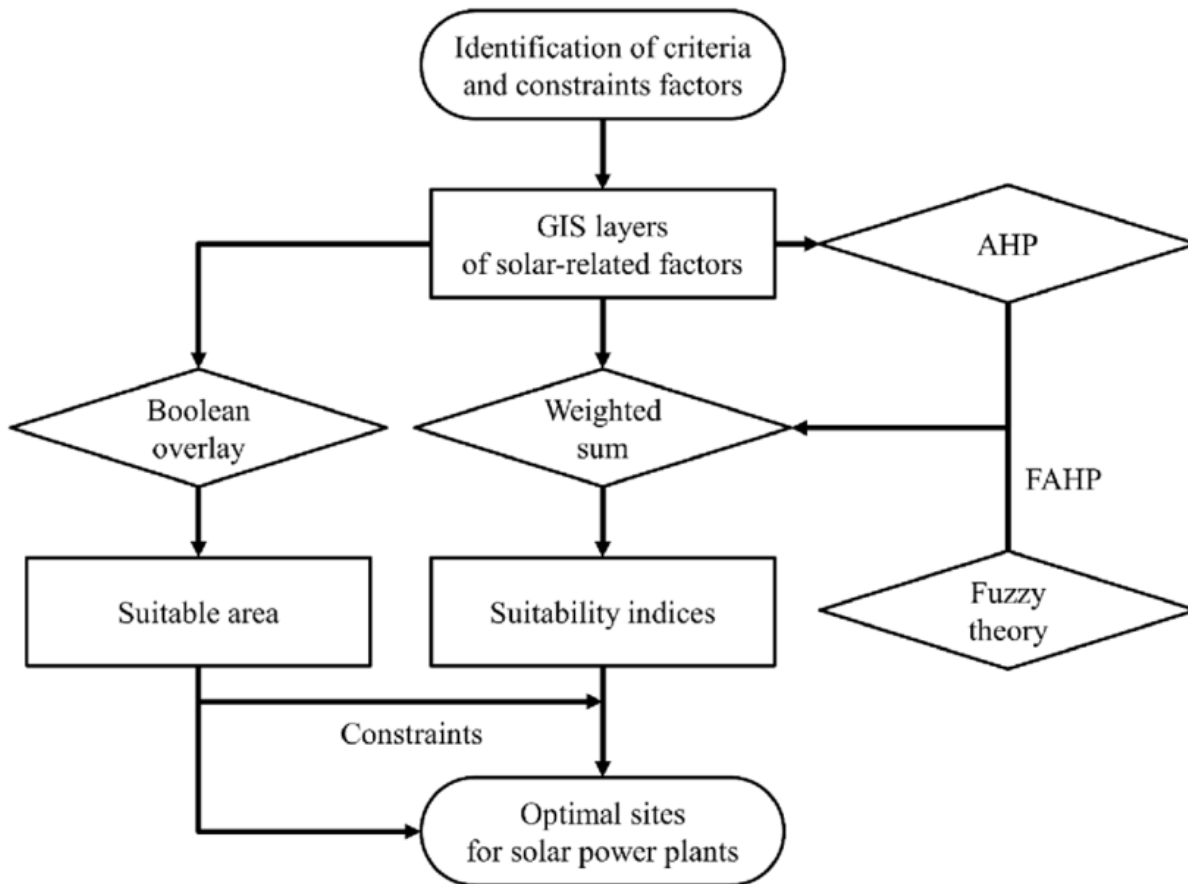 Identification of criteria
and constraints factors
GIS layers
of solar-related factors
AHP
Boolean
overlay
Weighted
sum
FAHP
Suitable area
Suitability indices
Fuzzy
theory
Constraints
Optimal sites
for solar power plants